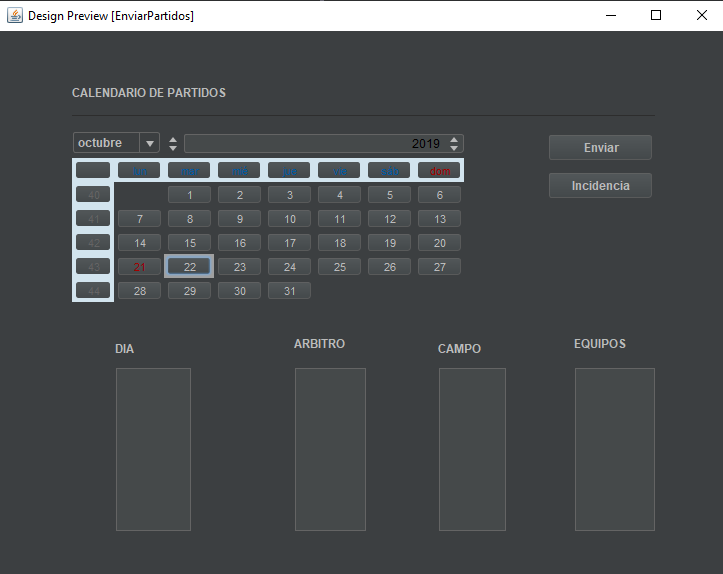 Design Preview [EnviarPartidos]
CALENDARIO DE PARTIDOS
octubre 2019 Enviar
Incidencia
lun mar mié jue vie sáb dom
40 1 2 3 4 5 6
41 7 8 9 10 11 12 13
42 14 15 16 17 18 19 20
43 21 22 23 24 25 26 27
44 28 29 30 31
DIA ARBITRO CAMPO EQUIPOS